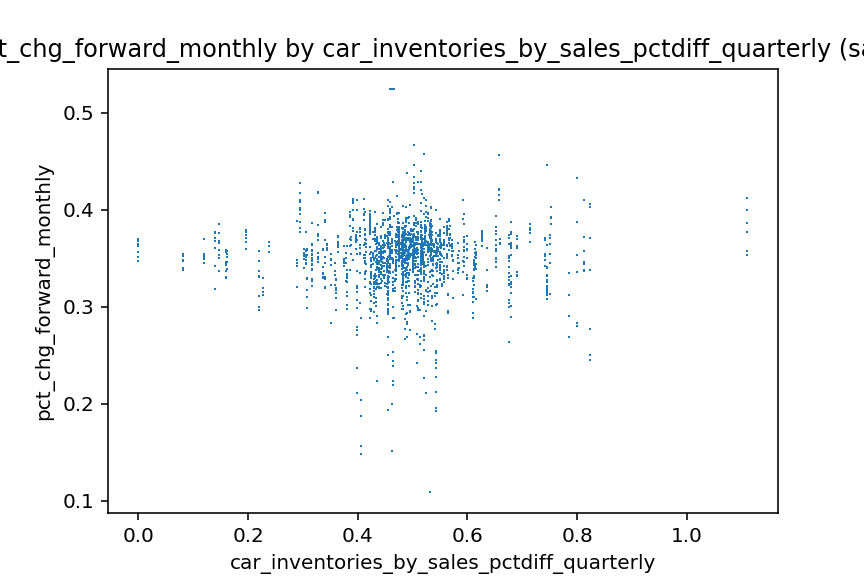 t_chg_forward_monthly by car_inventories_by_sales_pctdiff_quarterly (sa
0.5
0.4
0.3
0.2
0.1
pct_chg_forward_monthly
0.0 0.2 0.4 0.6 0.8 1.0
car_inventories_by_sales_pctdiff_quarterly